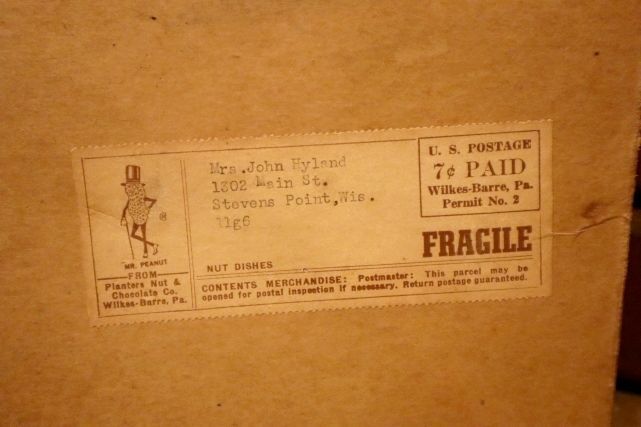 Mrs.John Hyland
1302 Main St.
Stevens Point,Wis.
11g6
U. S. POSTAGE
7¢ PAID
Wilkes-Barre, Pa.
Permit No. 2
FRAGILE
®
MR. PEANUT
FROM
Planters Nut &
Chocolate Co.
Wilkes-Barre, Pa.
NUT DISHES
CONTENTS MERCHANDISE: Postmaster: This parcel may be
opened for postal inspection if necessary. Return postage guaranteed.